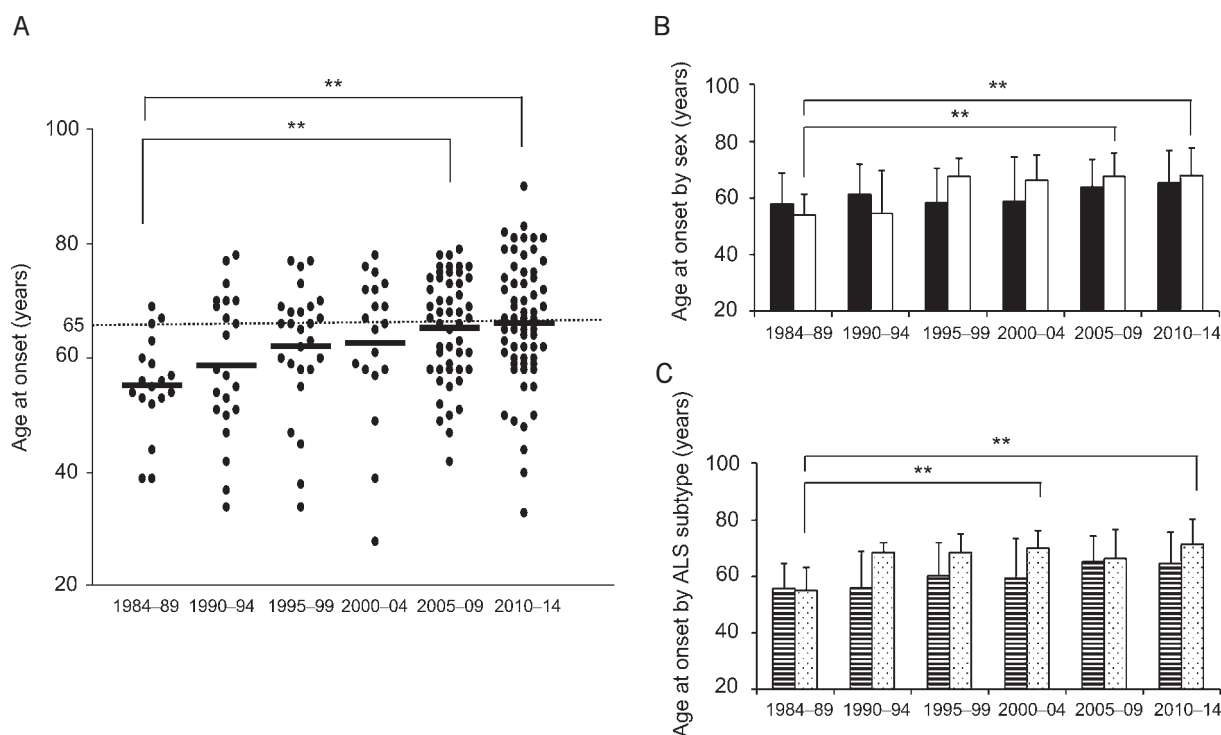 A
**
**
100
80
65
60
40
20
Age at onset (years)
1984–89 1990–94 1995–99 2000–04 2005–09 2010–14
B
**
**
100
80
60
40
20
Age at onset by sex (years)
1984–89 1990–94 1995–99 2000–04 2005–09 2010–14
C
**
**
100
80
60
40
20
Age at onset by ALS subtype (years)
1984–89 1990–94 1995–99 2000–04 2005–09 2010–14